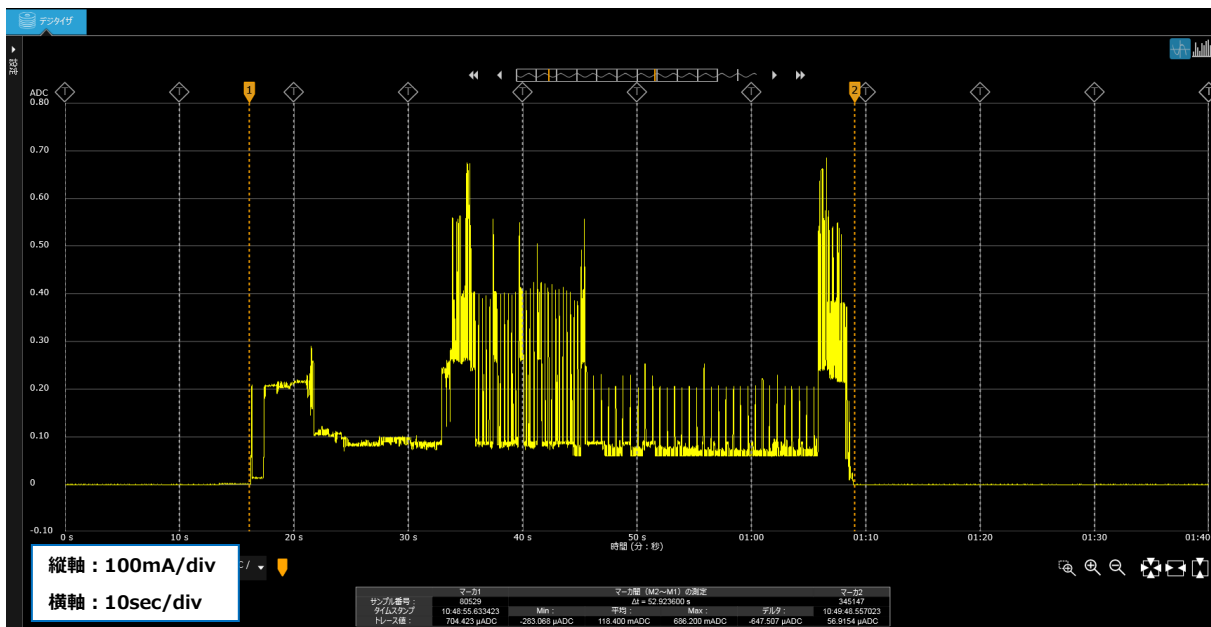 デジタイザ
設定
ADC
0.80
1
2
0.70
0.60
0.50
0.40
0.30
0.20
0.10
0
-0.10
0 s 10 s 20 s 30 s 40 s 50 s 01:00 01:10 01:20 01:30 01:40
時間 (分:秒)
縦軸:100mA/div
横軸:10sec/div
マーカ1 マーカ間 (M2~M1) の測定 マーカ2
サンプル番号: 80529 Δt = 52.923600 s 345147
タイムスタンプ 10:48:55.633423 Min: 平均: Max: デルタ: 10:49:48.557023
トレース値: 704.423 µADC -283.068 µADC 118.400 mADC 686.200 mADC -647.507 µADC 56.9154 µADC